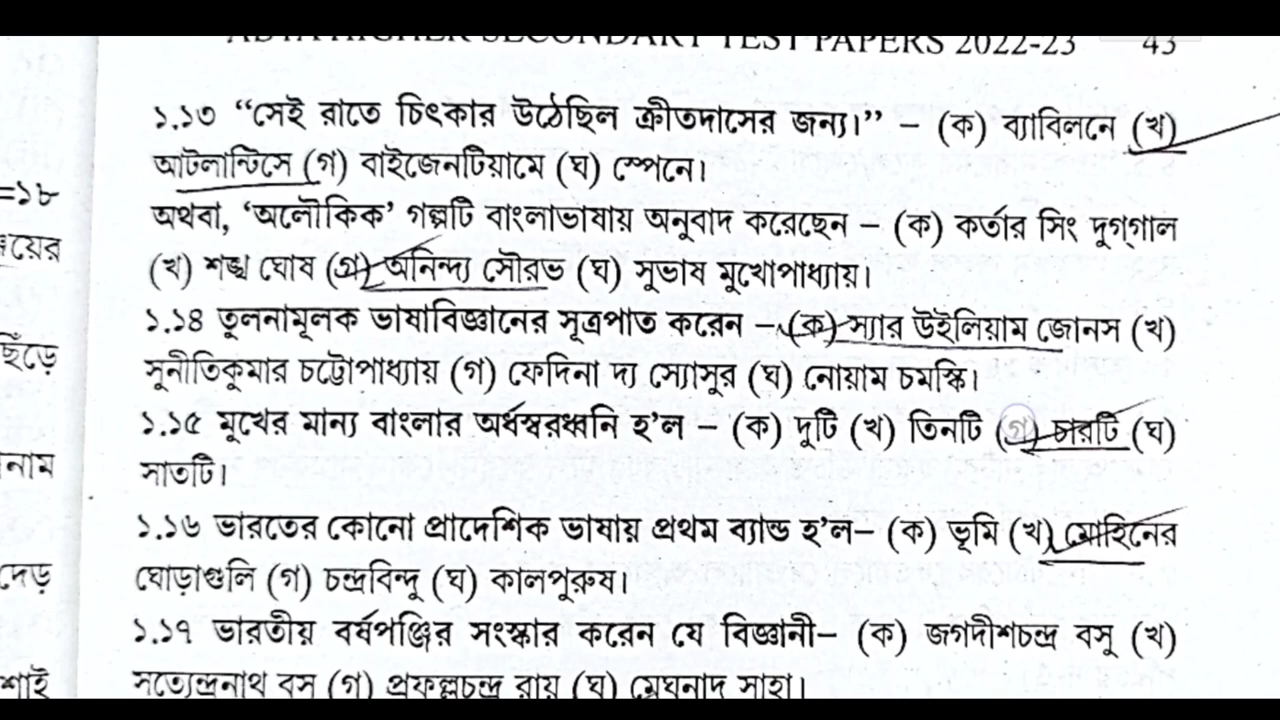 ADYA HIGHER SECONDARY TEST PAPERS 2022-23 43
১.১৩ “সেই রাতে চিৎকার উঠেছিল ক্রীতদাসের জন্য।” – (ক) ব্যাবিলনে (খ)
আটলান্টিসে (গ) বাইজেনটিয়ামে (ঘ) স্পেনে।
=১৮
অথবা, ‘অলৌকিক’ গল্পটি বাংলাভাষায় অনুবাদ করেছেন – (ক) কর্তার সিং দুগ্‌গাল
য়ের
(খ) শঙ্খ ঘোষ (গ) অনিন্দ্য সৌরভ (ঘ) সুভাষ মুখোপাধ্যায়।
১.১৪ তুলনামূলক ভাষাবিজ্ঞানের সূত্রপাত করেন – (ক) স্যার উইলিয়াম জোনস (খ)
ছিঁড়ে
সুনীতিকুমার চট্টোপাধ্যায় (গ) ফেদিনা দ্য স্যোসুর (ঘ) নোয়াম চমস্কি।
১.১৫ মুখের মান্য বাংলার অর্ধস্বরধ্বনি হ’ল – (ক) দুটি (খ) তিনটি (গ) চারটি (ঘ)
নাম
সাতটি।
১.১৬ ভারতের কোনো প্রাদেশিক ভাষায় প্রথম ব্যান্ড হ’ল– (ক) ভূমি (খ) মোহিনের
দেড়
ঘোড়াগুলি (গ) চন্দ্রবিন্দু (ঘ) কালপুরুষ।
১.১৭ ভারতীয় বর্ষপঞ্জির সংস্কার করেন যে বিজ্ঞানী– (ক) জগদীশচন্দ্র বসু (খ)
শাই
সত্যেন্দ্রনাথ বসু (গ) প্রফুল্লচন্দ্র রায় (ঘ) মেঘনাদ সাহা।